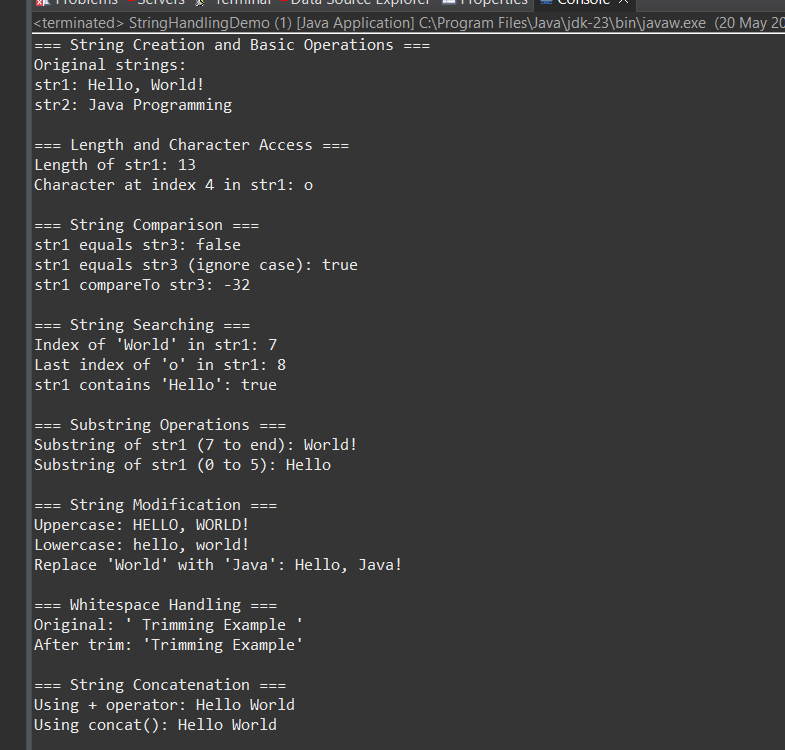 Problems Servers Terminal Data Source Explorer Properties Console
<terminated> StringHandlingDemo (1) [Java Application] C:\Program Files\Java\jdk-23\bin\javaw.exe (20 May 20
=== String Creation and Basic Operations ===
Original strings:
str1: Hello, World!
str2: Java Programming
=== Length and Character Access ===
Length of str1: 13
Character at index 4 in str1: o
=== String Comparison ===
str1 equals str3: false
str1 equals str3 (ignore case): true
str1 compareTo str3: -32
=== String Searching ===
Index of 'World' in str1: 7
Last index of 'o' in str1: 8
str1 contains 'Hello': true
=== Substring Operations ===
Substring of str1 (7 to end): World!
Substring of str1 (0 to 5): Hello
=== String Modification ===
Uppercase: HELLO, WORLD!
Lowercase: hello, world!
Replace 'World' with 'Java': Hello, Java!
=== Whitespace Handling ===
Original: ' Trimming Example '
After trim: 'Trimming Example'
=== String Concatenation ===
Using + operator: Hello World
Using concat(): Hello World